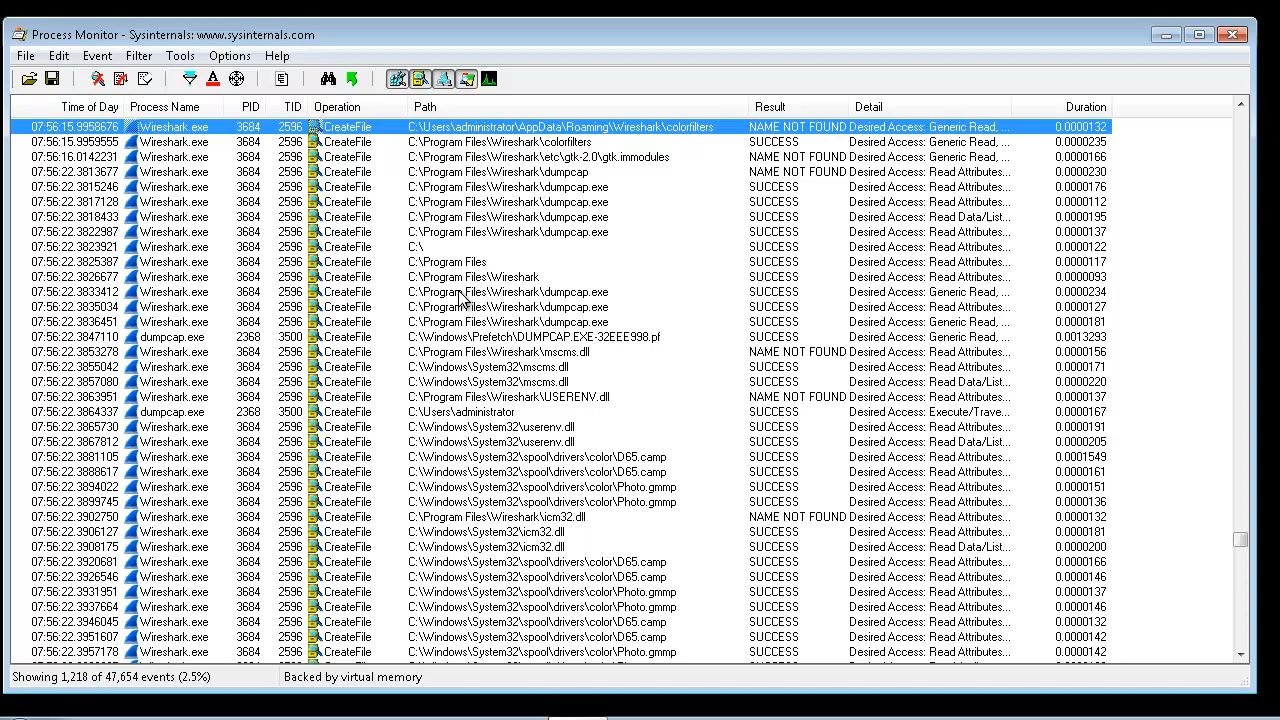 Process Monitor - Sysinternals: www.sysinternals.com
File Edit Event Filter Tools Options Help
Time of Day Process Name PID TID Operation Path Result Detail Duration
07:56:15.9958676 Wireshark.exe 3684 2596 CreateFile C:\Users\administrator\AppData\Roaming\Wireshark\colorfilters NAME NOT FOUND Desired Access: Generic Read, ... 0.0000132
07:56:15.9959555 Wireshark.exe 3684 2596 CreateFile C:\Program Files\Wireshark\colorfilters SUCCESS Desired Access: Generic Read, ... 0.0000235
07:56:16.0142231 Wireshark.exe 3684 2596 CreateFile C:\Program Files\Wireshark\etc\gtk-2.0\gtk.immodules NAME NOT FOUND Desired Access: Generic Read, ... 0.0000166
07:56:22.3813677 Wireshark.exe 3684 2596 CreateFile C:\Program Files\Wireshark\dumpcap NAME NOT FOUND Desired Access: Read Attributes... 0.0000230
07:56:22.3815246 Wireshark.exe 3684 2596 CreateFile C:\Program Files\Wireshark\dumpcap.exe SUCCESS Desired Access: Read Attributes... 0.0000176
07:56:22.3817128 Wireshark.exe 3684 2596 CreateFile C:\Program Files\Wireshark\dumpcap.exe SUCCESS Desired Access: Read Attributes... 0.0000112
07:56:22.3818433 Wireshark.exe 3684 2596 CreateFile C:\Program Files\Wireshark\dumpcap.exe SUCCESS Desired Access: Read Data/List... 0.0000195
07:56:22.3822987 Wireshark.exe 3684 2596 CreateFile C:\Program Files\Wireshark\dumpcap.exe SUCCESS Desired Access: Read Attributes... 0.0000137
07:56:22.3823921 Wireshark.exe 3684 2596 CreateFile C:\ SUCCESS Desired Access: Read Attributes... 0.0000122
07:56:22.3825387 Wireshark.exe 3684 2596 CreateFile C:\Program Files SUCCESS Desired Access: Read Attributes... 0.0000117
07:56:22.3826677 Wireshark.exe 3684 2596 CreateFile C:\Program Files\Wireshark SUCCESS Desired Access: Read Attributes... 0.0000093
07:56:22.3833412 Wireshark.exe 3684 2596 CreateFile C:\Program Files\Wireshark\dumpcap.exe SUCCESS Desired Access: Generic Read, ... 0.0000234
07:56:22.3835034 Wireshark.exe 3684 2596 CreateFile C:\Program Files\Wireshark\dumpcap.exe SUCCESS Desired Access: Read Attributes... 0.0000127
07:56:22.3836451 Wireshark.exe 3684 2596 CreateFile C:\Program Files\Wireshark\dumpcap.exe SUCCESS Desired Access: Generic Read, ... 0.0000181
07:56:22.3847110 dumpcap.exe 2368 3500 CreateFile C:\Windows\Prefetch\DUMPCAP.EXE-32EEE998.pf SUCCESS Desired Access: Generic Read, ... 0.0013293
07:56:22.3853278 Wireshark.exe 3684 2596 CreateFile C:\Program Files\Wireshark\mscms.dll NAME NOT FOUND Desired Access: Read Attributes... 0.0000156
07:56:22.3855042 Wireshark.exe 3684 2596 CreateFile C:\Windows\System32\mscms.dll SUCCESS Desired Access: Read Attributes... 0.0000171
07:56:22.3857080 Wireshark.exe 3684 2596 CreateFile C:\Windows\System32\mscms.dll SUCCESS Desired Access: Read Data/List... 0.0000220
07:56:22.3863951 Wireshark.exe 3684 2596 CreateFile C:\Program Files\Wireshark\USERENV.dll NAME NOT FOUND Desired Access: Read Attributes... 0.0000137
07:56:22.3864337 dumpcap.exe 2368 3500 CreateFile C:\Users\administrator SUCCESS Desired Access: Execute/Trave... 0.0000167
07:56:22.3865730 Wireshark.exe 3684 2596 CreateFile C:\Windows\System32\userenv.dll SUCCESS Desired Access: Read Attributes... 0.0000191
07:56:22.3867812 Wireshark.exe 3684 2596 CreateFile C:\Windows\System32\userenv.dll SUCCESS Desired Access: Read Data/List... 0.0000205
07:56:22.3881105 Wireshark.exe 3684 2596 CreateFile C:\Windows\System32\spool\drivers\color\D65.camp SUCCESS Desired Access: Read Attributes... 0.0001549
07:56:22.3888617 Wireshark.exe 3684 2596 CreateFile C:\Windows\System32\spool\drivers\color\D65.camp SUCCESS Desired Access: Read Attributes... 0.0000161
07:56:22.3894022 Wireshark.exe 3684 2596 CreateFile C:\Windows\System32\spool\drivers\color\Photo.gmmp SUCCESS Desired Access: Read Attributes... 0.0000151
07:56:22.3899745 Wireshark.exe 3684 2596 CreateFile C:\Windows\System32\spool\drivers\color\Photo.gmmp SUCCESS Desired Access: Read Attributes... 0.0000136
07:56:22.3902750 Wireshark.exe 3684 2596 CreateFile C:\Program Files\Wireshark\icm32.dll NAME NOT FOUND Desired Access: Read Attributes... 0.0000132
07:56:22.3906127 Wireshark.exe 3684 2596 CreateFile C:\Windows\System32\icm32.dll SUCCESS Desired Access: Read Attributes... 0.0000181
07:56:22.3908175 Wireshark.exe 3684 2596 CreateFile C:\Windows\System32\icm32.dll SUCCESS Desired Access: Read Data/List... 0.0000200
07:56:22.3920681 Wireshark.exe 3684 2596 CreateFile C:\Windows\System32\spool\drivers\color\D65.camp SUCCESS Desired Access: Read Attributes... 0.0000166
07:56:22.3926546 Wireshark.exe 3684 2596 CreateFile C:\Windows\System32\spool\drivers\color\D65.camp SUCCESS Desired Access: Read Attributes... 0.0000146
07:56:22.3931951 Wireshark.exe 3684 2596 CreateFile C:\Windows\System32\spool\drivers\color\Photo.gmmp SUCCESS Desired Access: Read Attributes... 0.0000137
07:56:22.3937664 Wireshark.exe 3684 2596 CreateFile C:\Windows\System32\spool\drivers\color\Photo.gmmp SUCCESS Desired Access: Read Attributes... 0.0000146
07:56:22.3946045 Wireshark.exe 3684 2596 CreateFile C:\Windows\System32\spool\drivers\color\D65.camp SUCCESS Desired Access: Read Attributes... 0.0000132
07:56:22.3951607 Wireshark.exe 3684 2596 CreateFile C:\Windows\System32\spool\drivers\color\D65.camp SUCCESS Desired Access: Read Attributes... 0.0000142
07:56:22.3957178 Wireshark.exe 3684 2596 CreateFile C:\Windows\System32\spool\drivers\color\Photo.gmmp SUCCESS Desired Access: Read Attributes... 0.0000142
Showing 1,218 of 47,654 events (2.5%) Backed by virtual memory